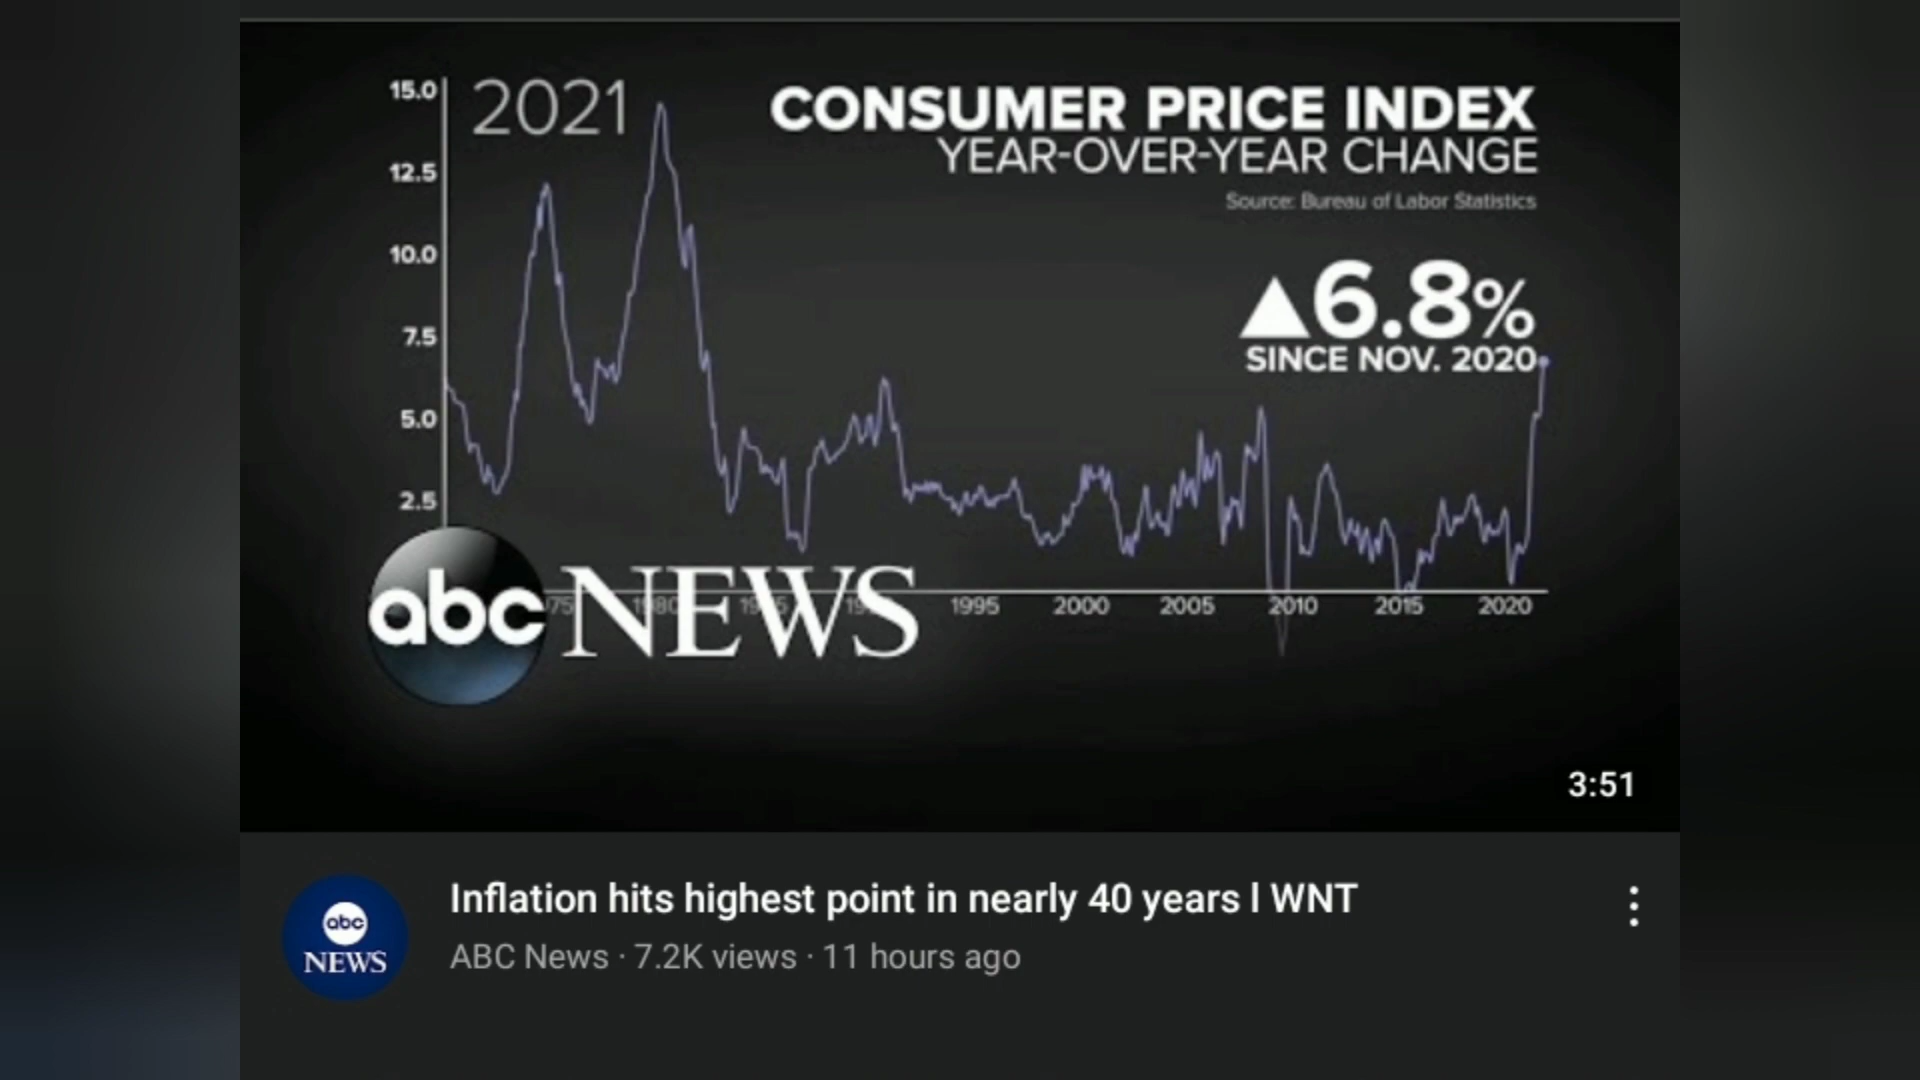 15.0
2021
CONSUMER PRICE INDEX
YEAR-OVER-YEAR CHANGE
Source: Bureau of Labor Statistics
12.5
10.0
▲6.8%
SINCE NOV. 2020
7.5
5.0
2.5
abc NEWS
1980 1995 2000 2005 2010 2015 2020
3:51
abc
NEWS
Inflation hits highest point in nearly 40 years l WNT
ABC News · 7.2K views · 11 hours ago